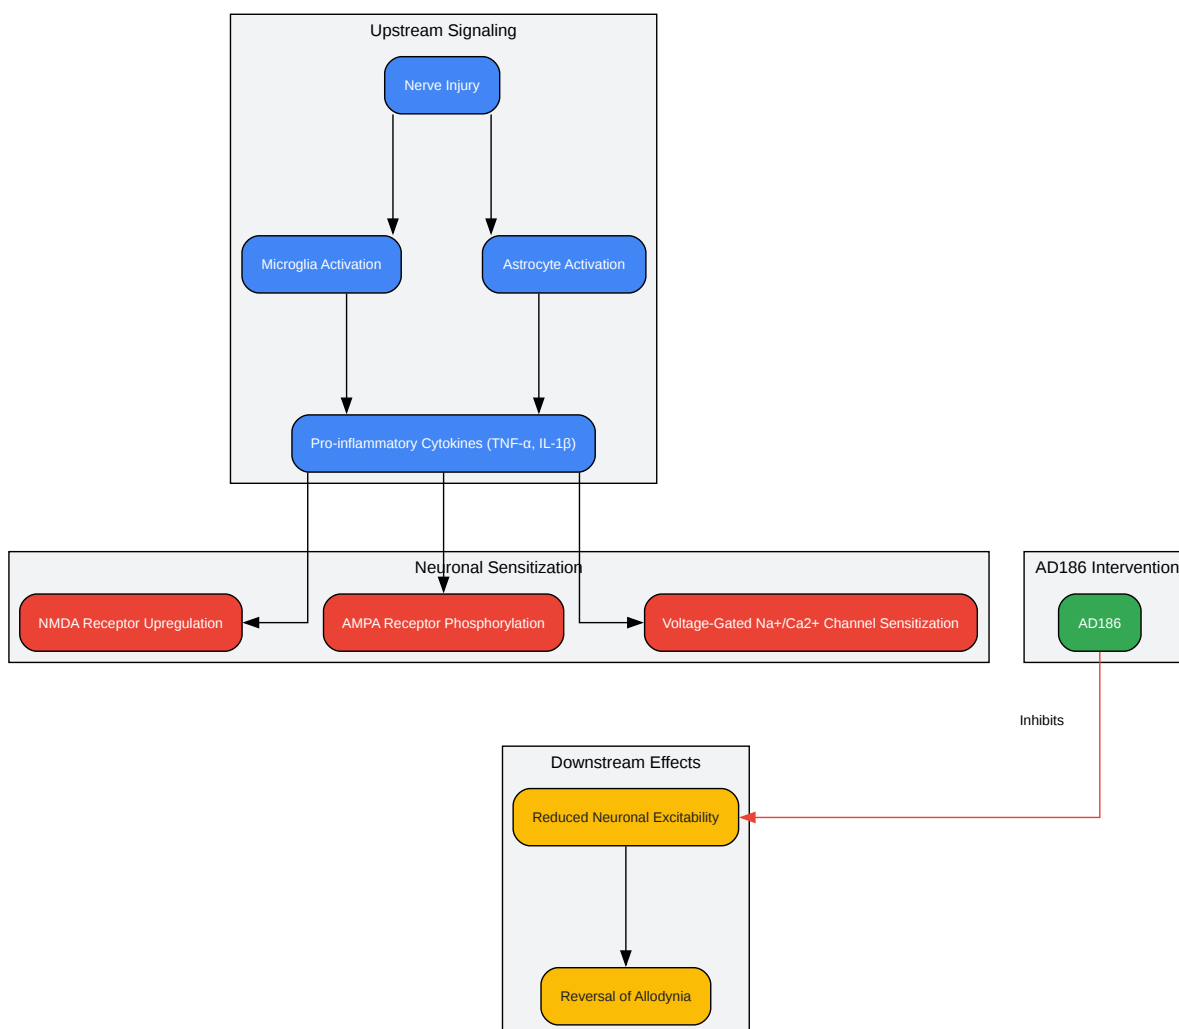 Upstream Signaling
Nerve Injury
Microglia Activation
Astrocyte Activation
Pro-inflammatory Cytokines (TNF-α, IL-1β)
Neuronal Sensitization
NMDA Receptor Upregulation
AMPA Receptor Phosphorylation
Voltage-Gated Na+/Ca2+ Channel Sensitization
AD186 Intervention
AD186
Inhibits
Downstream Effects
Reduced Neuronal Excitability
Reversal of Allodynia